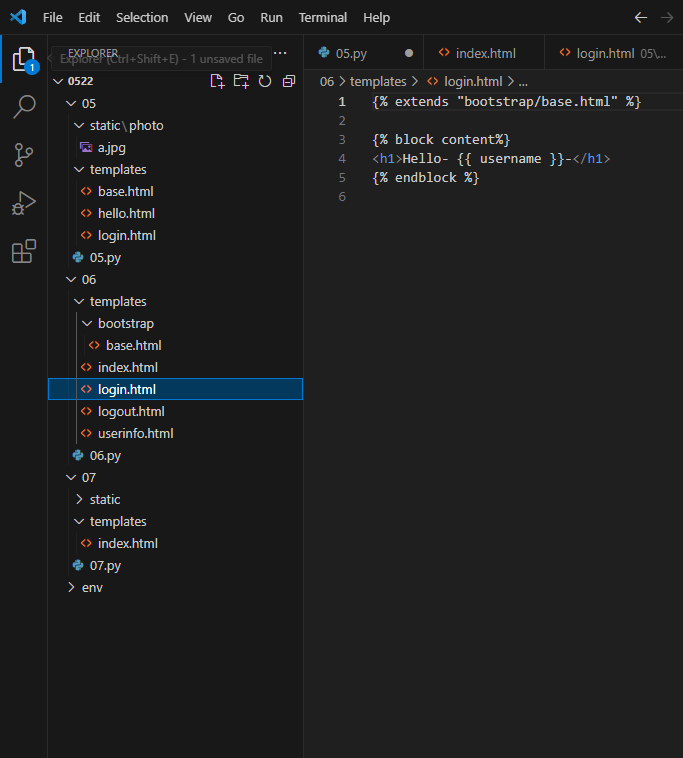 File Edit Selection View Go Run Terminal Help
EXPLORER
Explorer (Ctrl+Shift+E) - 1 unsaved file
...
1
05.py
index.html
login.html 05\...
0522
06 > templates > login.html > ...
05
static\photo
a.jpg
templates
base.html
hello.html
login.html
05.py
06
templates
bootstrap
base.html
index.html
login.html
logout.html
userinfo.html
06.py
07
static
templates
index.html
07.py
env
1 {% extends "bootstrap/base.html" %}
2
3 {% block content%}
4 <h1>Hello- {{ username }}-</h1>
5 {% endblock %}
6